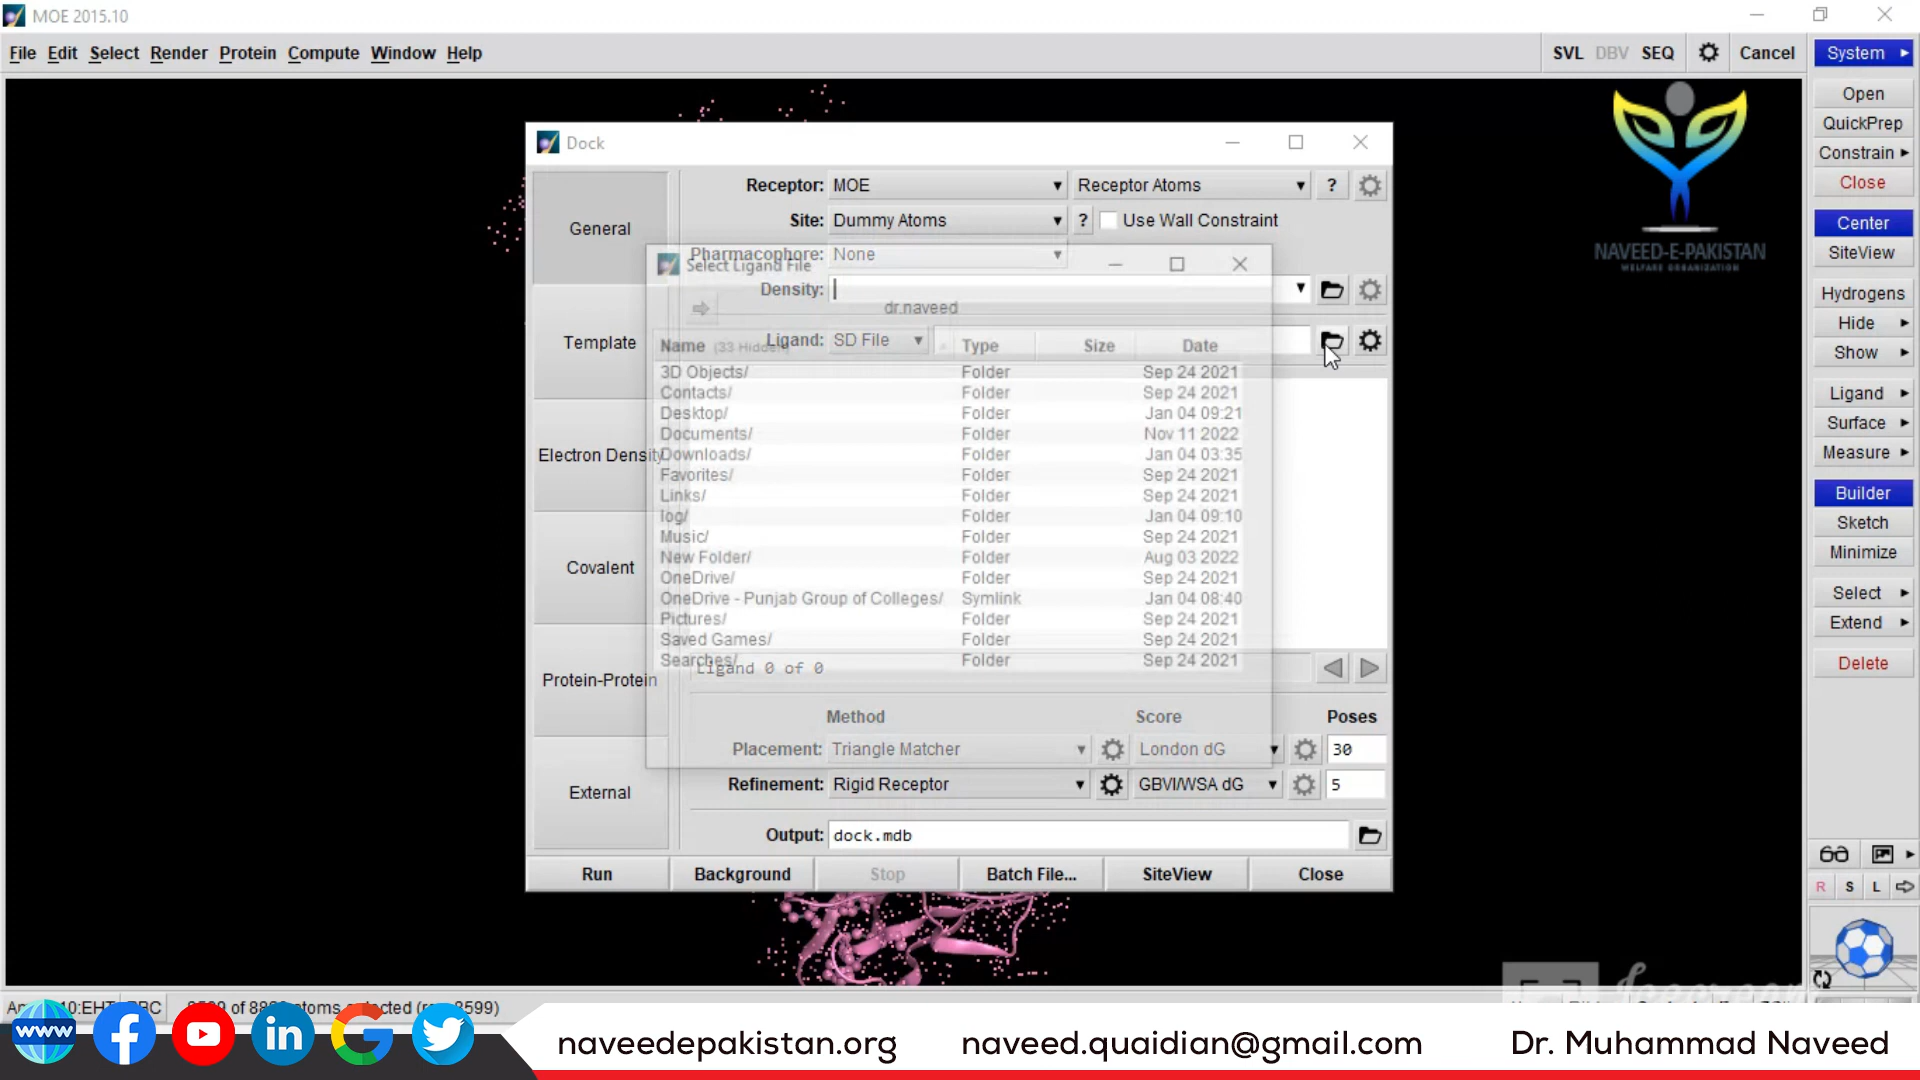 MOE 2015.10
File Edit Select Render Protein Compute Window Help SVL DBV SEQ Cancel System
Open
QuickPrep
Constrain
Close
Center
SiteView
Hydrogens
Hide
Show
Ligand
Surface
Measure
Builder
Sketch
Minimize
Select
Extend
Delete
R S L
NAVEED-E-PAKISTAN
WELFARE ORGANIZATION
Dock
General
Template
Electron Density
Covalent
Protein-Protein
External
Receptor: MOE Receptor Atoms ?
Site: Dummy Atoms ? Use Wall Constraint
Pharmacophore: None
Select Ligand File
Density:
dr.naveed
Ligand: SD File
Name (33 Hidden) Type Size Date
3D Objects/ Folder Sep 24 2021
Contacts/ Folder Sep 24 2021
Desktop/ Folder Jan 04 09:21
Documents/ Folder Nov 11 2022
Downloads/ Folder Jan 04 03:35
Favorites/ Folder Sep 24 2021
Links/ Folder Sep 24 2021
log/ Folder Jan 04 09:10
Music/ Folder Sep 24 2021
New Folder/ Folder Aug 03 2022
OneDrive/ Folder Sep 24 2021
OneDrive - Punjab Group of Colleges/ Symlink Jan 04 08:40
Pictures/ Folder Sep 24 2021
Saved Games/ Folder Sep 24 2021
Searches/ Folder Sep 24 2021
Ligand 0 of 0
Method Score Poses
Placement: Triangle Matcher London dG 30
Refinement: Rigid Receptor GBVI/WSA dG 5
Output: dock.mdb
Run Background Stop Batch File... SiteView Close
www
naveedepakistan.org naveed.quaidian@gmail.com Dr. Muhammad Naveed